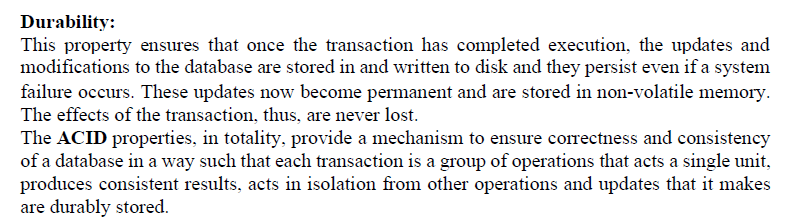 Durability:
This property ensures that once the transaction has completed execution, the updates and
modifications to the database are stored in and written to disk and they persist even if a system
failure occurs. These updates now become permanent and are stored in non-volatile memory.
The effects of the transaction, thus, are never lost.
The ACID properties, in totality, provide a mechanism to ensure correctness and consistency
of a database in a way such that each transaction is a group of operations that acts a single unit,
produces consistent results, acts in isolation from other operations and updates that it makes
are durably stored.